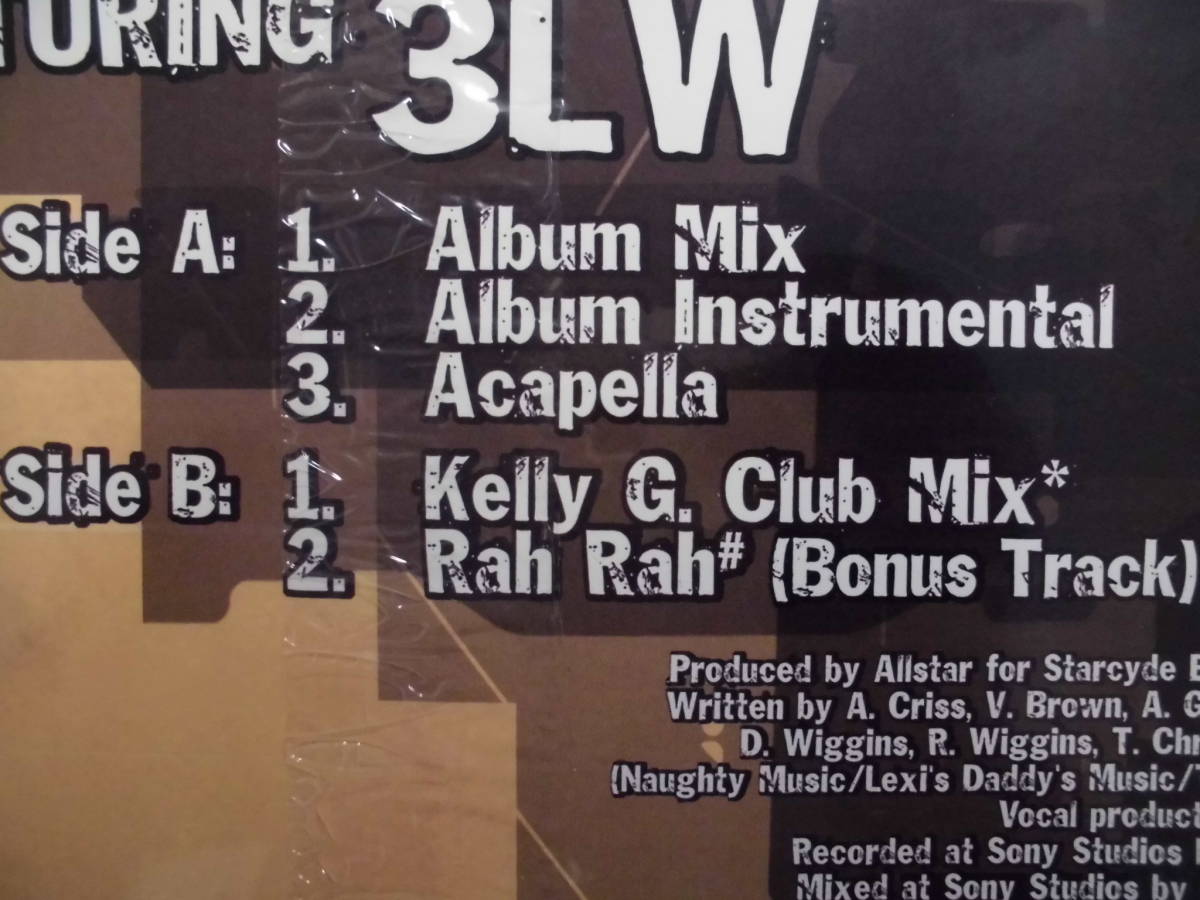 TURING 3LW
Side A: 1. Album Mix
2. Album Instrumental
3. Acapella
Side B: 1. Kelly G. Club Mix*
2. Rah Rah# (Bonus Track)
Produced by Allstar for Starcyde E
Written by A. Criss, V. Brown, A. G
D. Wiggins, R. Wiggins, T. Chr
(Naughty Music/Lexi's Daddy's Music/T
Vocal product
Recorded at Sony Studios
Mixed at Sony Studios by